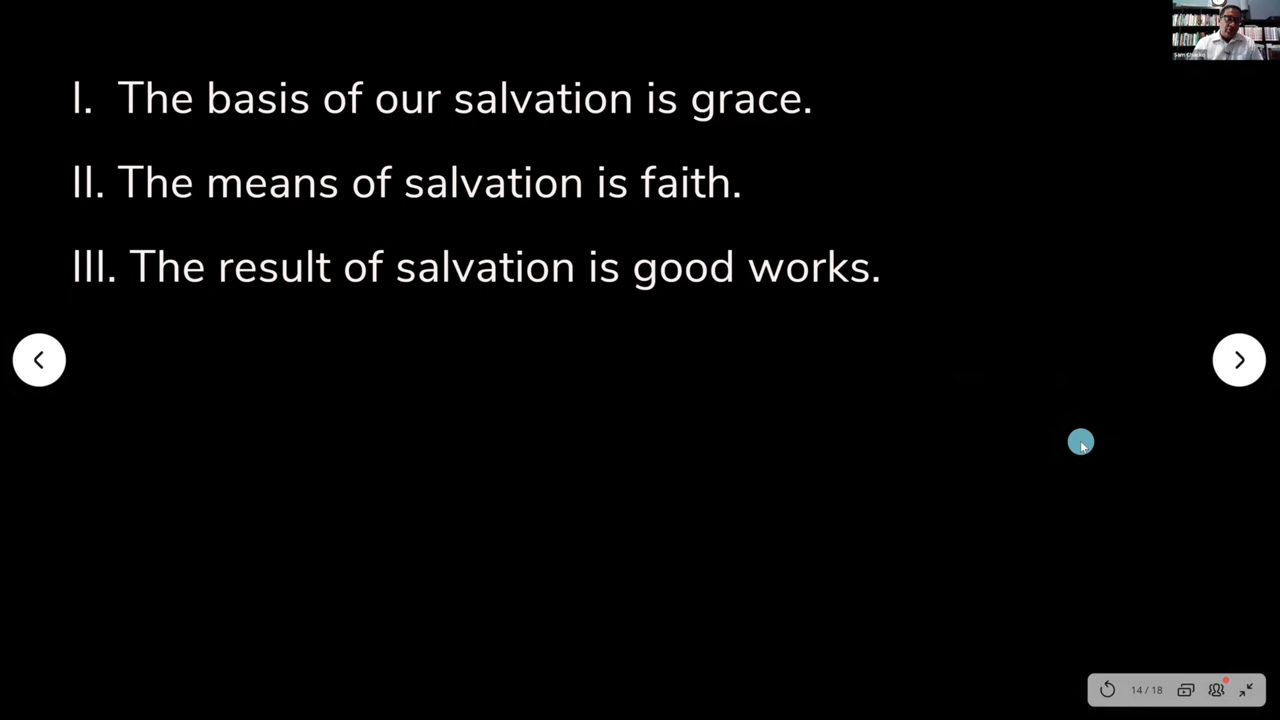 I. The basis of our salvation is grace.
II. The means of salvation is faith.
III. The result of salvation is good works.
14 / 18